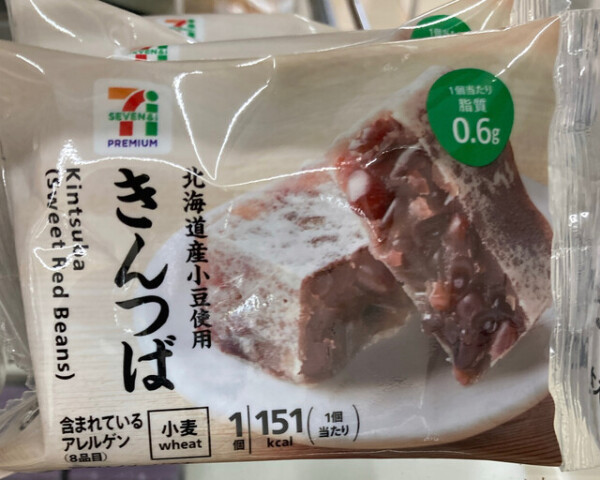 SEVEN&i
PREMIUM
1個当たり
脂質
0.6g
北海道産小豆使用
きんつば
Kintsuba
(Sweet Red Beans)
含まれている
アレルゲン
(8品目)
小麦
wheat
1個
151
kcal
(1個当たり)